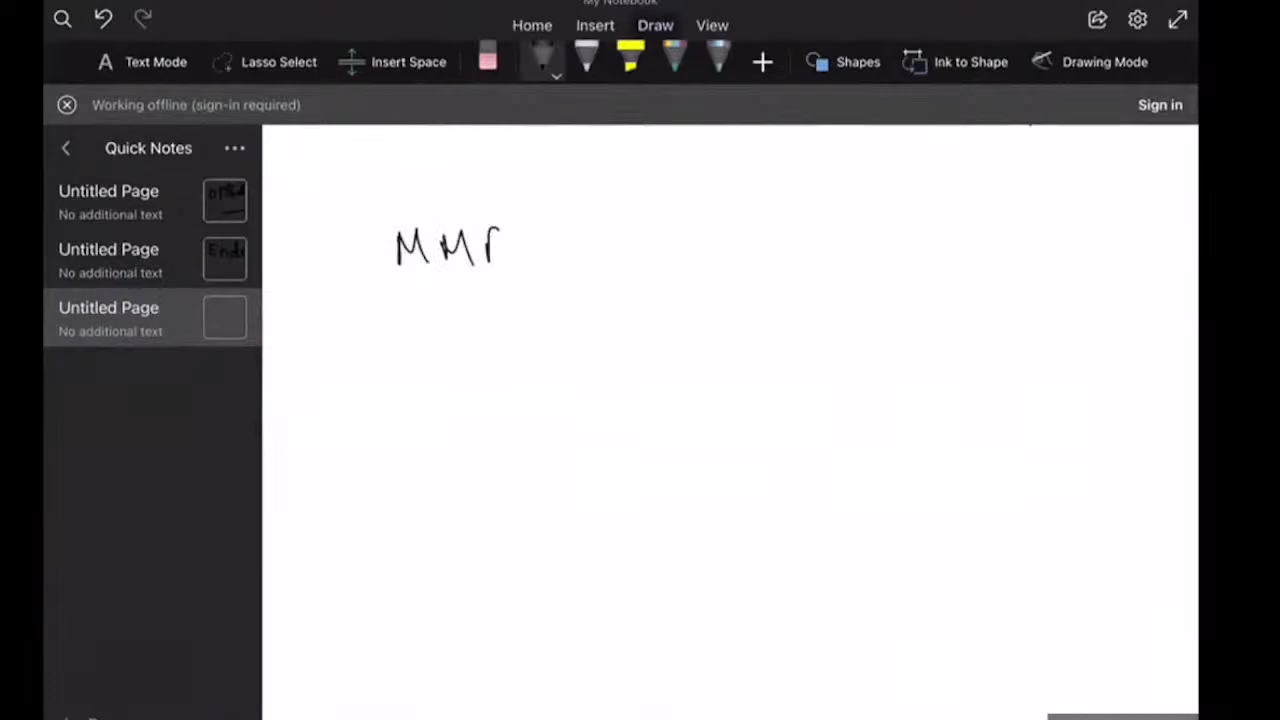 My Notebook
Home Insert Draw View
Text Mode Lasso Select Insert Space Shapes Ink to Shape Drawing Mode
Working offline (sign-in required) Sign in
Quick Notes
Untitled Page
No additional text
Untitled Page
No additional text
Untitled Page
No additional text
MMr